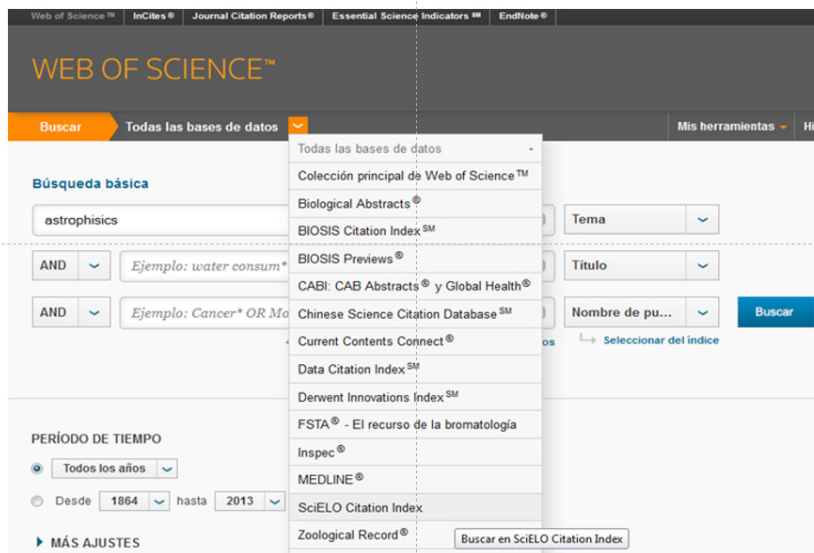 Web of Science™ InCites® Journal Citation Reports® Essential Science Indicators℠ EndNote®
WEB OF SCIENCE™
Buscar Todas las bases de datos Mis herramientas
Todas las bases de datos -
Colección principal de Web of Science™
Biological Abstracts®
BIOSIS Citation Index℠
BIOSIS Previews®
CABI: CAB Abstracts® y Global Health®
Chinese Science Citation Database℠
Current Contents Connect®
Data Citation Index℠
Derwent Innovations Index℠
FSTA® - El recurso de la bromatología
Inspec®
MEDLINE®
SciELO Citation Index
Zoological Record®
Buscar en SciELO Citation Index
Búsqueda básica
astrophisics Tema
AND Ejemplo: water consum* Título
AND Ejemplo: Cancer* OR Mo Nombre de pu... Buscar
os Seleccionar del índice
PERÍODO DE TIEMPO
Todos los años
Desde 1864 hasta 2013
MÁS AJUSTES